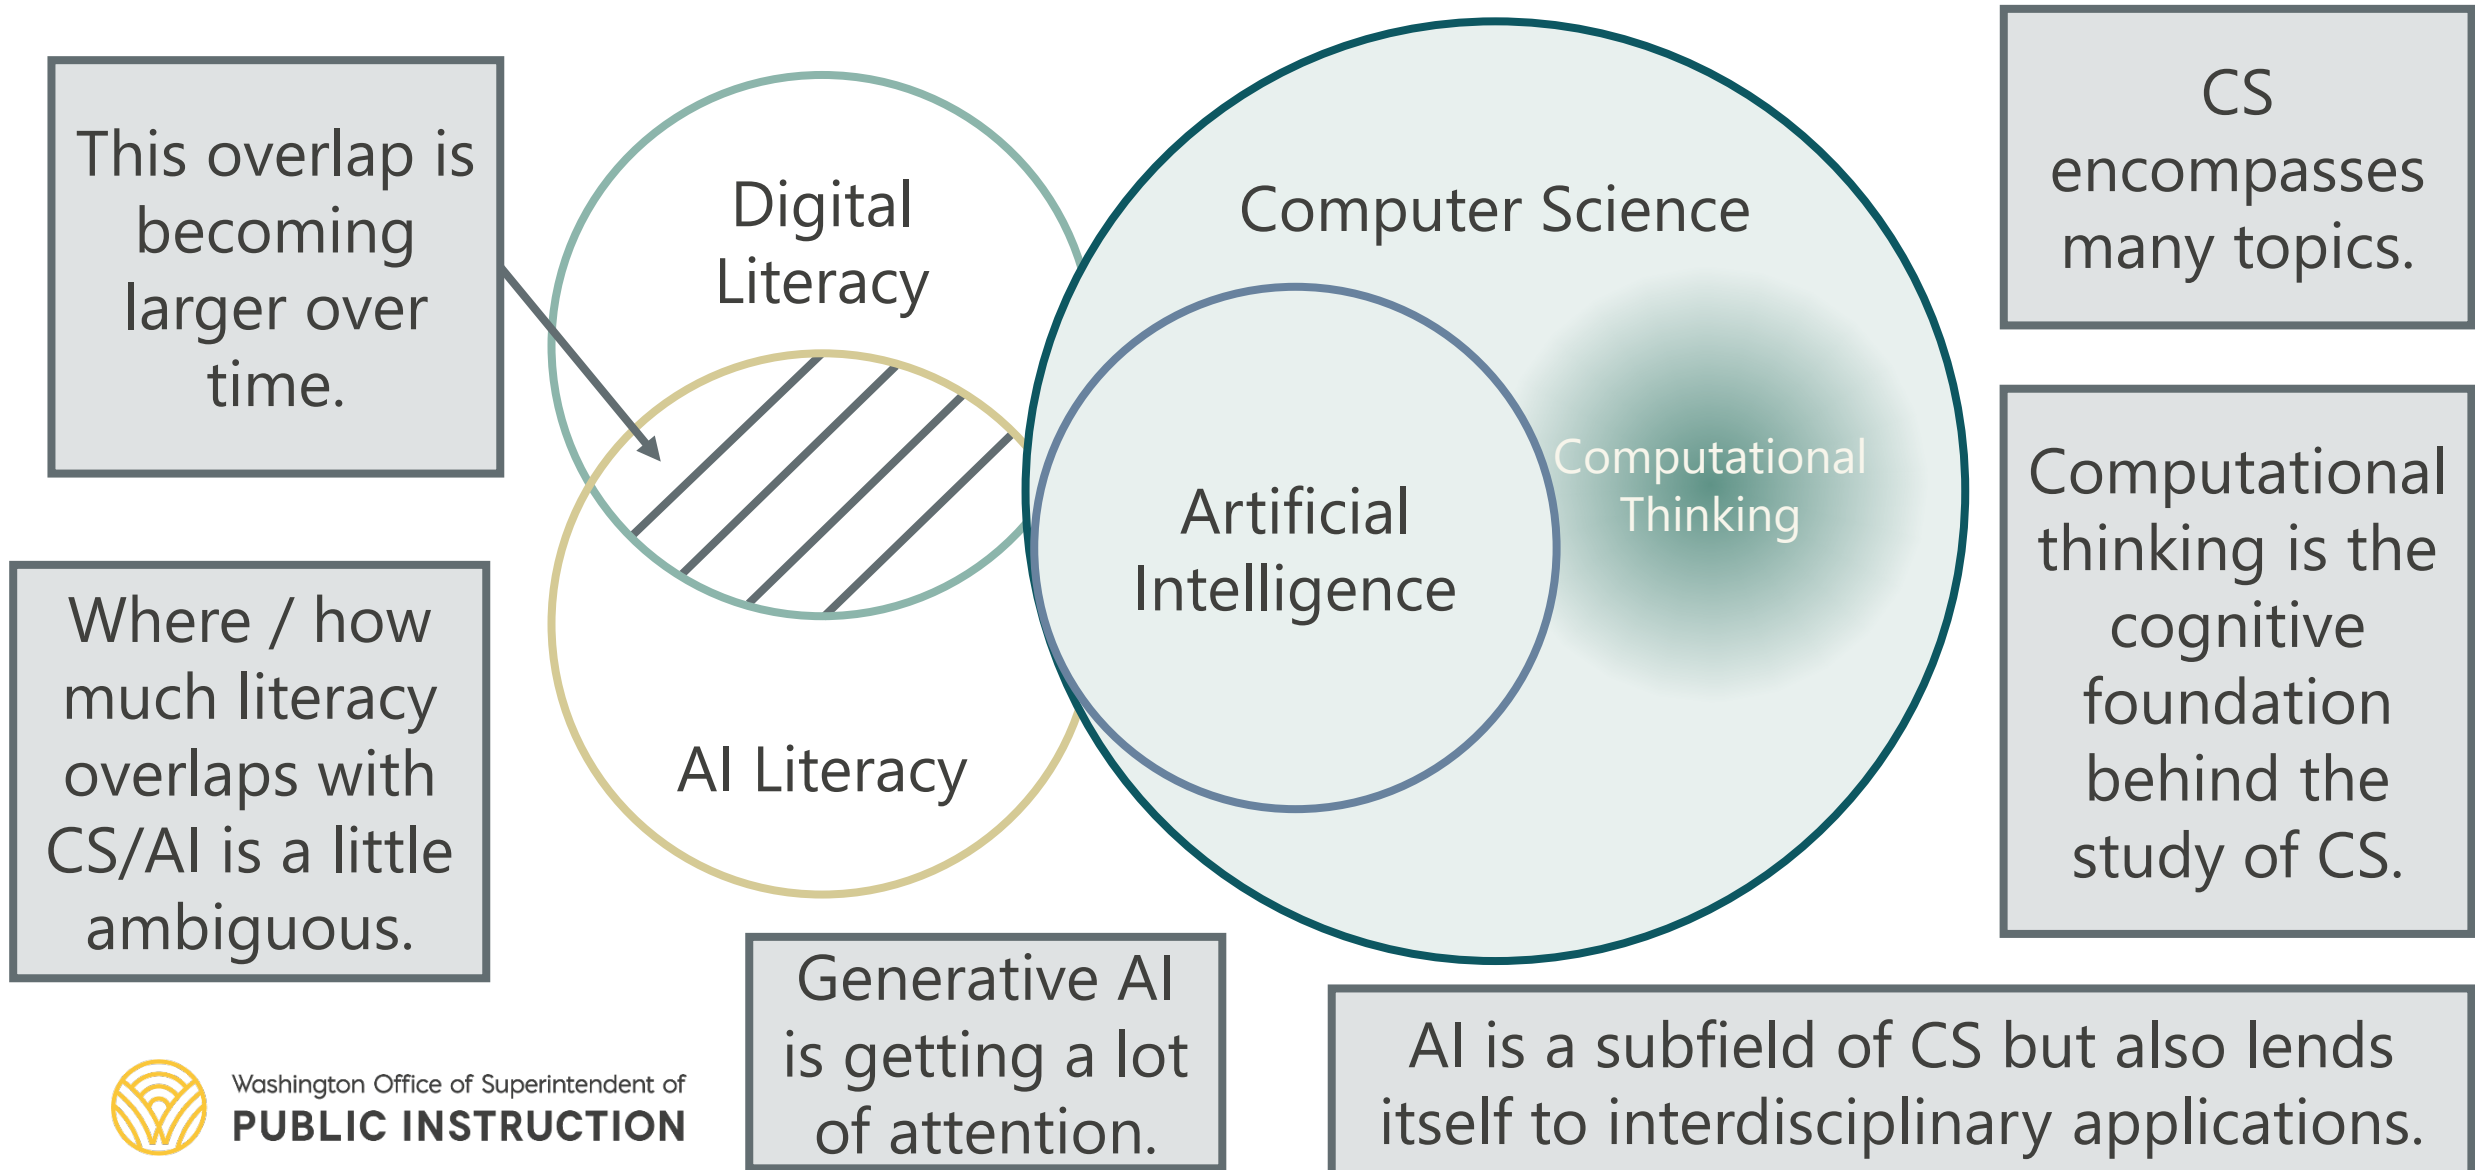 This overlap is
becoming
larger over
time.
Where / how
much literacy
overlaps with
CS/AI is a little
ambiguous.
Digital
Literacy
AI Literacy
Computer Science
Artificial
Intelligence
Computational
Thinking
CS
encompasses
many topics.
Computational
thinking is the
cognitive
foundation
behind the
study of CS.
Generative AI
is getting a lot
of attention.
AI is a subfield of CS but also lends
itself to interdisciplinary applications.
Washington Office of Superintendent of
PUBLIC INSTRUCTION